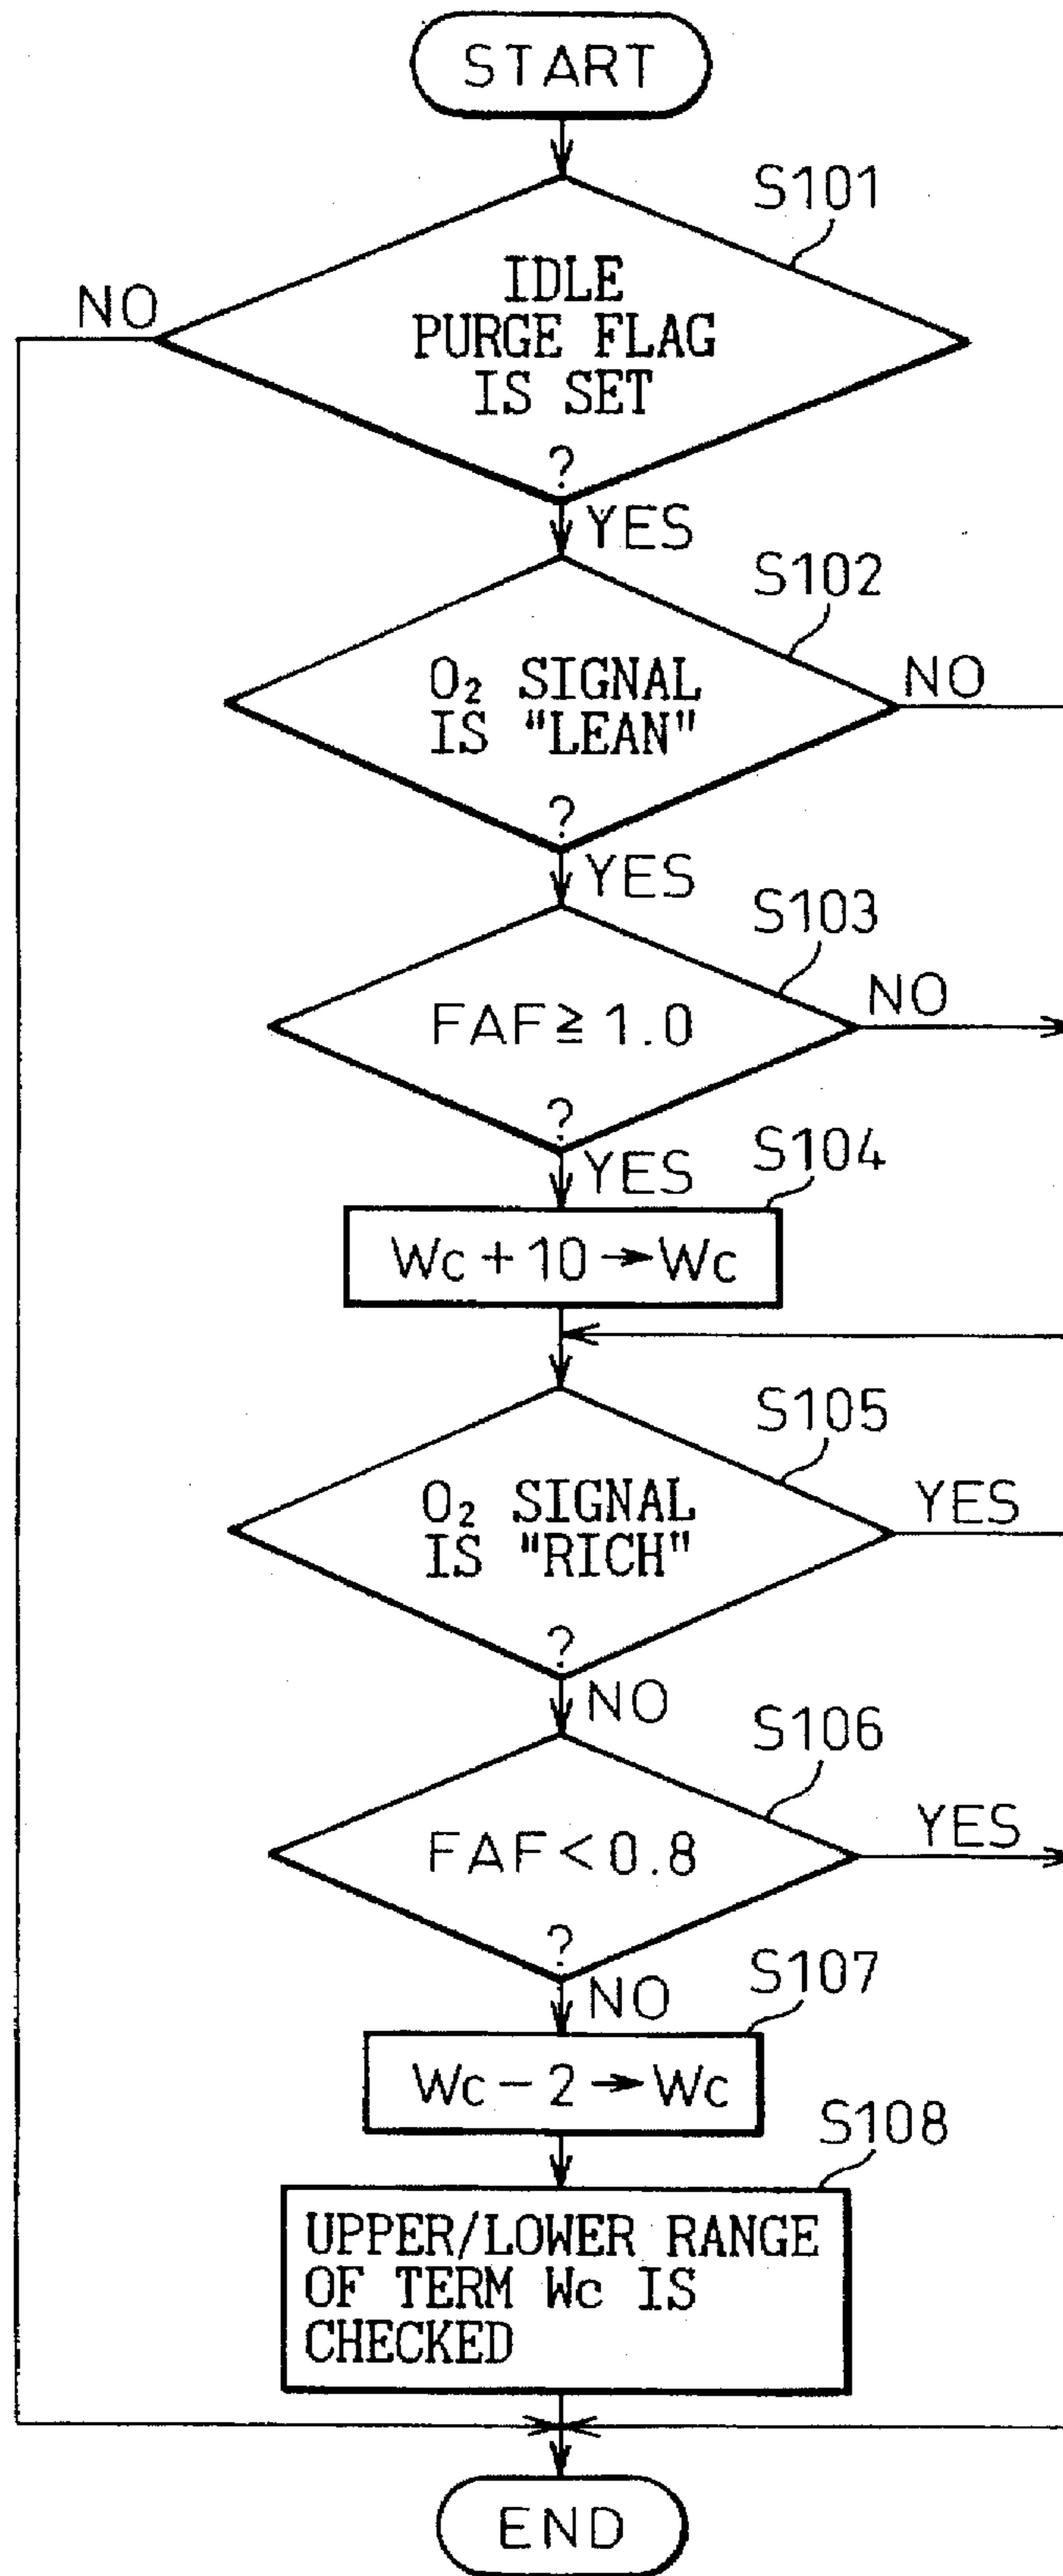 START
S101
IDLE
PURGE FLAG
IS SET
?
NO
YES
S102
O₂ SIGNAL
IS "LEAN"
?
NO
YES
S103
FAF ≧ 1.0
?
NO
YES
S104
Wc + 10 → Wc
S105
O₂ SIGNAL
IS "RICH"
?
YES
NO
S106
FAF < 0.8
?
YES
NO
S107
Wc - 2 → Wc
S108
UPPER/LOWER RANGE
OF TERM Wc IS
CHECKED
END